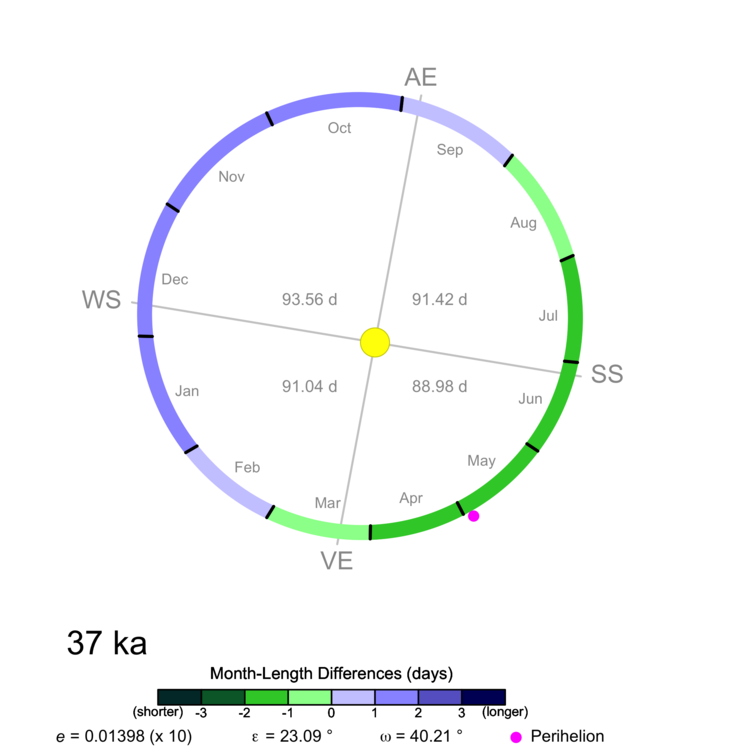 AE
Oct
Sep
Nov
Aug
Dec
WS
93.56 d
91.42 d
Jul
SS
91.04 d
88.98 d
Jan
Jun
Feb
May
Mar
Apr
VE
37 ka
Month-Length Differences (days)
(shorter) -3 -2 -1 0 1 2 3 (longer)
e = 0.01398 (x 10) ε = 23.09 ° ω = 40.21 ° Perihelion